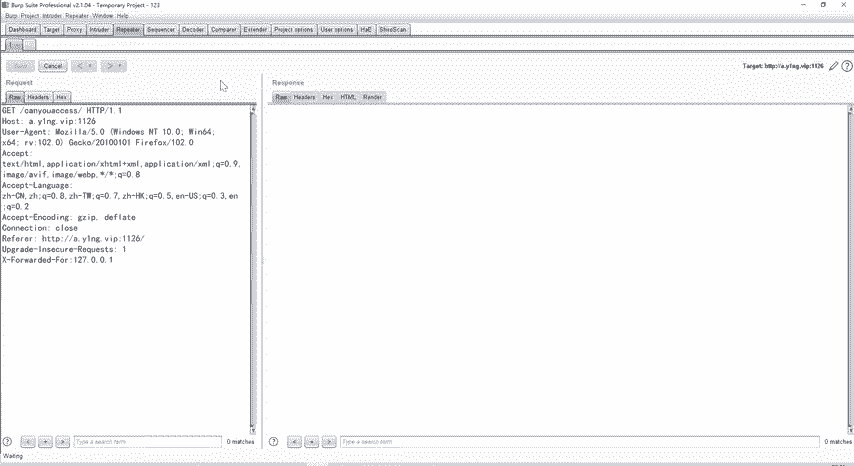 Burp Suite Professional v2.1.04 - Temporary Project - 123
Burp Project Intruder Repeater Window Help
Dashboard Target Proxy Intruder Repeater Sequencer Decoder Comparer Extender Project options User options HaE ShiroScan
Cancel < >
Target: http://a.y1ng.vip:1126
Request
Response
Raw Headers Hex
Raw Headers Hex HTML Render
GET /canyouaccess/ HTTP/1.1
Host: a.y1ng.vip:1126
User-Agent: Mozilla/5.0 (Windows NT 10.0; Win64;
x64; rv:102.0) Gecko/20100101 Firefox/102.0
Accept:
text/html,application/xhtml+xml,application/xml;q=0.9,
image/avif,image/webp,*/*;q=0.8
Accept-Language:
zh-CN,zh;q=0.8,zh-TW;q=0.7,zh-HK;q=0.5,en-US;q=0.3,en
;q=0.2
Accept-Encoding: gzip, deflate
Connection: close
Referer: http://a.y1ng.vip:1126/
Upgrade-Insecure-Requests: 1
X-Forwarded-For:127.0.0.1
? < + > Type a search term 0 matches
? < + > Type a search term 0 matches
Waiting